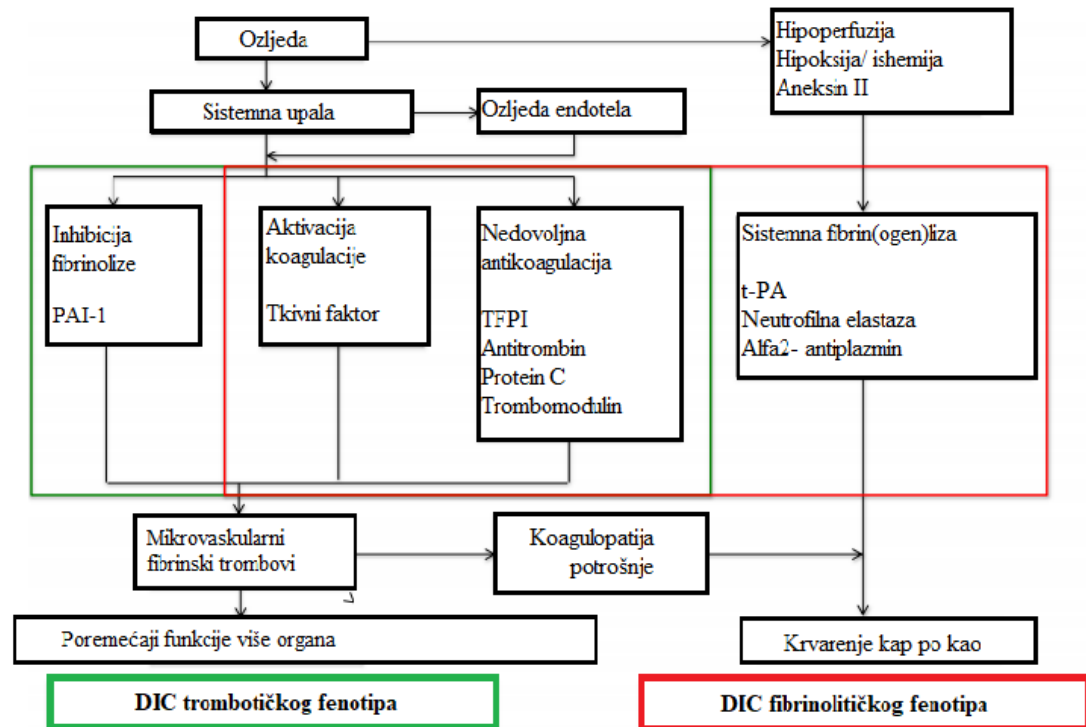 Ozljeda
Hipoperfuzija
Hipoksija/ ishemija
Aneksin II
Sistemna upala
Ozljeda endotela
Inhibicija
fibrinolize
PAI-1
Aktivacija
koagulacije
Tkivni faktor
Nedovoljna
antikoagulacija
TFPI
Antitrombin
Protein C
Trombomodulin
Sistemna fibrin(ogen)liza
t-PA
Neutrofilna elastaza
Alfa2- antiplazmin
Mikrovaskularni
fibrinski trombovi
Koagulopatija
potrošnje
Poremećaji funkcije više organa
Krvarenje kap po kao
DIC trombotičkog fenotipa
DIC fibrinolitičkog fenotipa